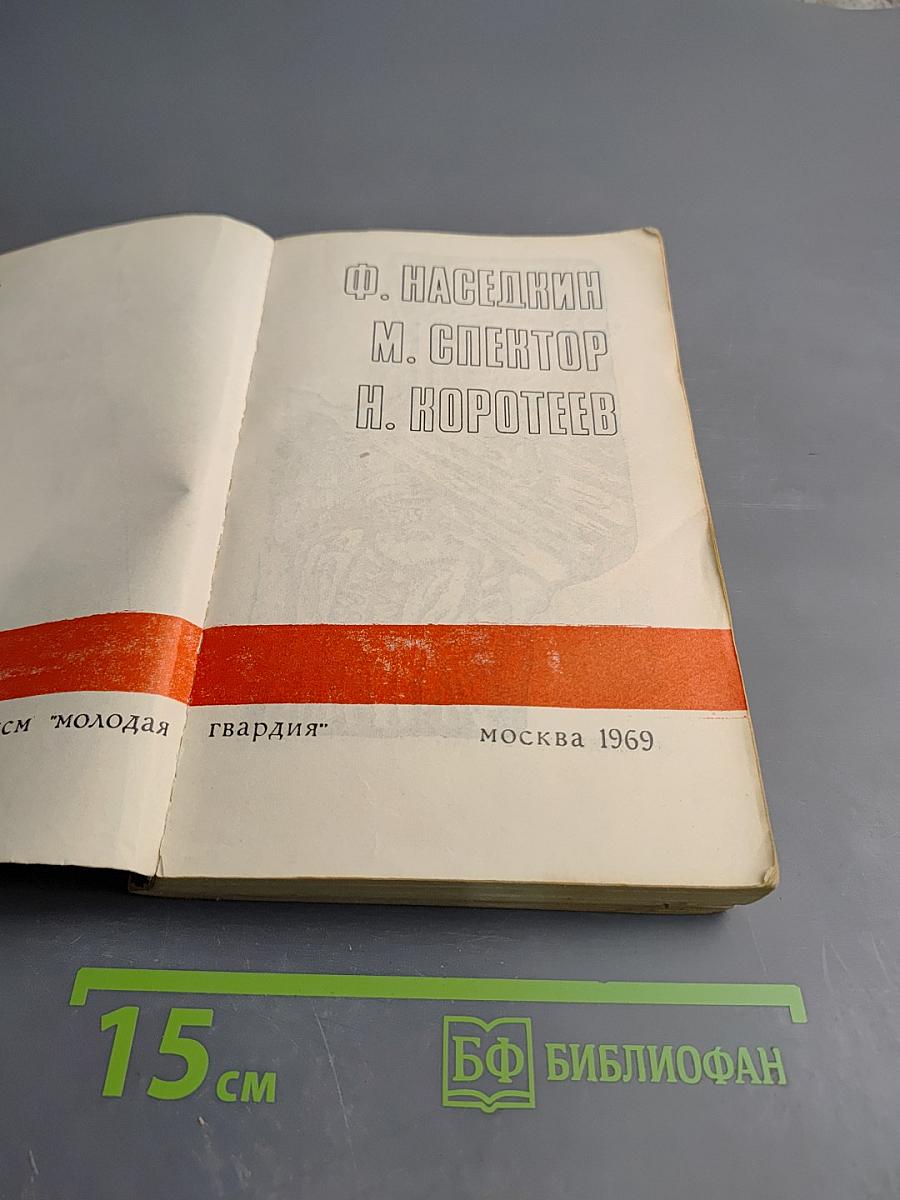 Ф. НАСЕДКИН
М. СПЕКТОР
Н. КОРОТЕЕВ
"молодая гвардия" москва 1969
15 см
БФ БИБЛИОФАН